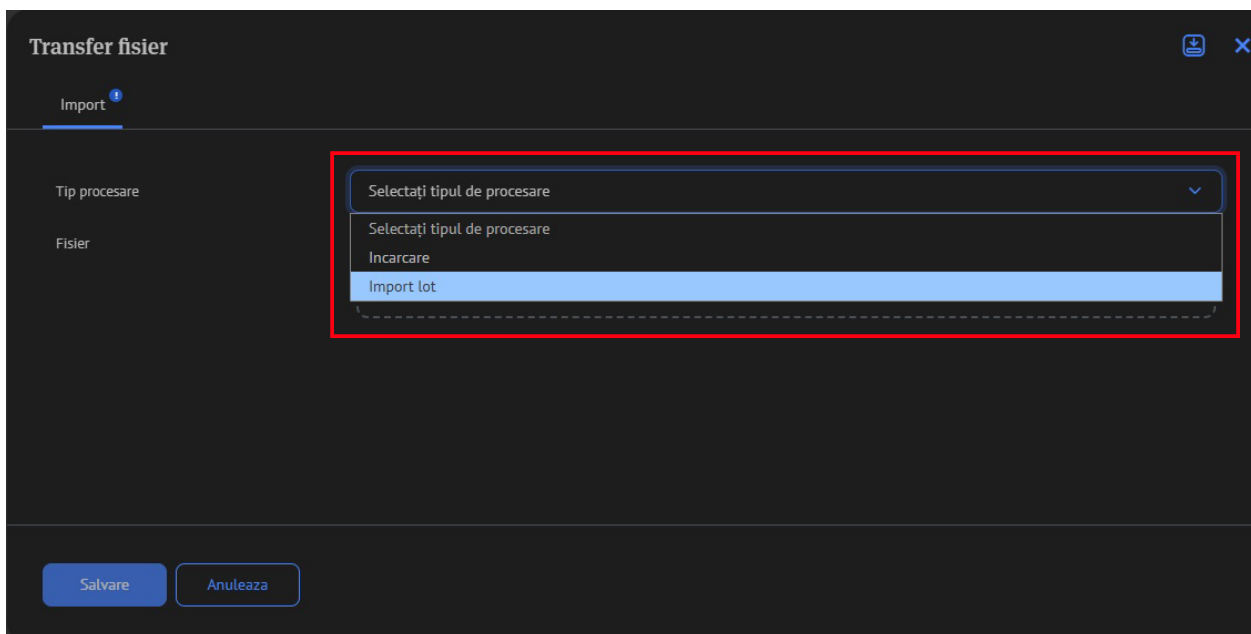 Transfer fisier
Import
Tip procesare
Selectați tipul de procesare
Selectați tipul de procesare
Fisier
Incarcare
Import lot
Salvare
Anuleaza